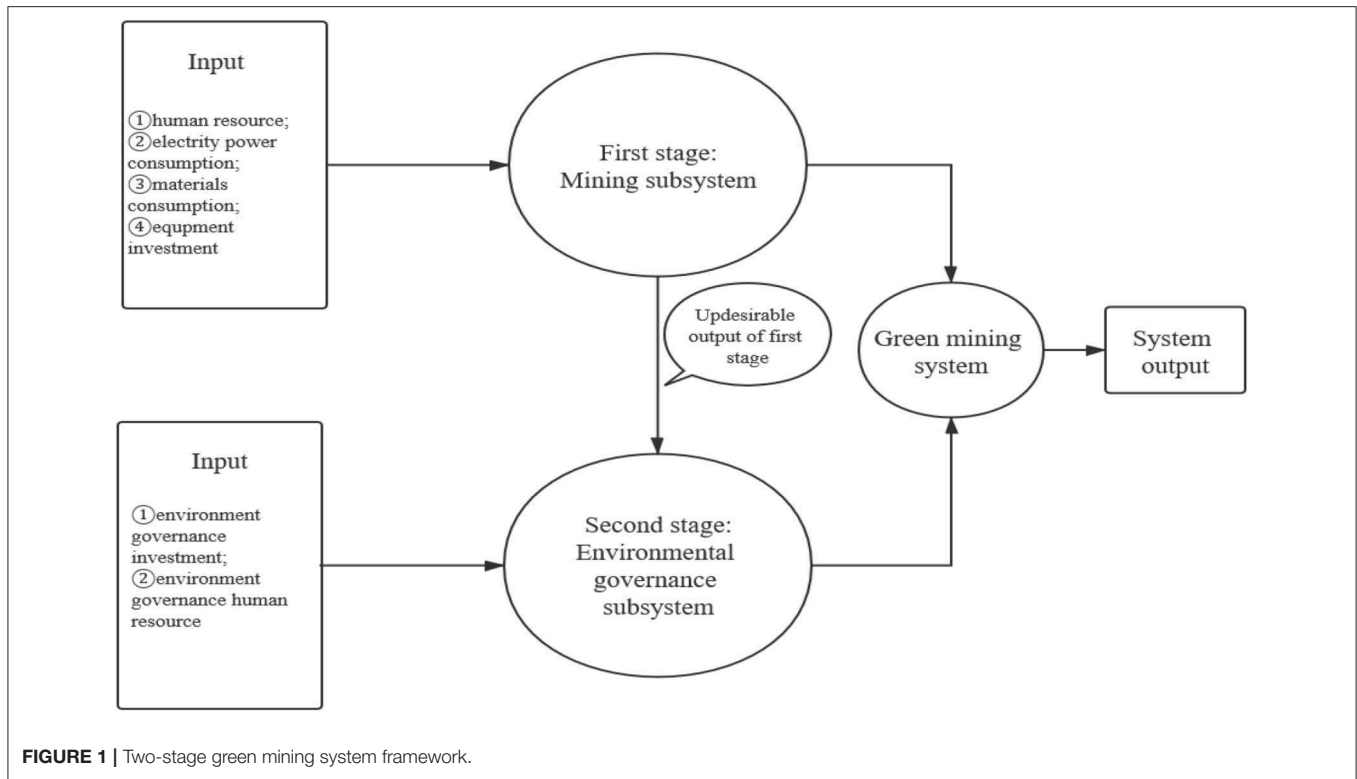 Input
①human resource;
②electrity power
consumption;
③materials
consumption;
④equpment
investment
First stage:
Mining subsystem
Updesirable
output of first
stage
Green mining
system
System
output
Input
①environment
governance
investment;
②environment
governance human
resource
Second stage:
Environmental
governance
subsystem
FIGURE 1 | Two-stage green mining system framework.